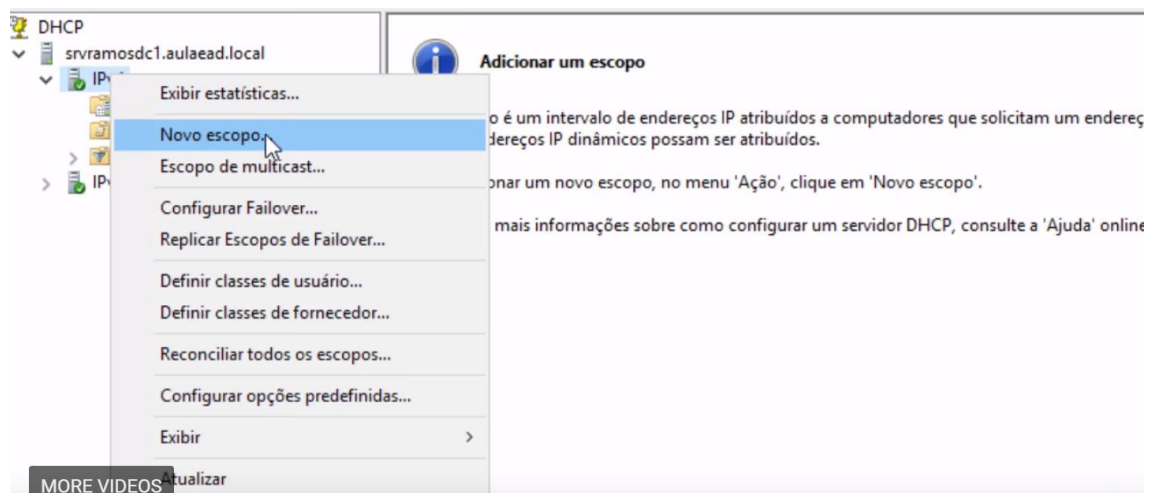 DHCP
srvramosdc1.aulaead.local
Adicionar um escopo
Exibir estatísticas...
o é um intervalo de endereços IP atribuídos a computadores que solicitam um endereç
Novo escopo...
dereços IP dinâmicos possam ser atribuídos.
Escopo de multicast...
onar um novo escopo, no menu 'Ação', clique em 'Novo escopo'.
Configurar Failover...
mais informações sobre como configurar um servidor DHCP, consulte a 'Ajuda' online
Replicar Escopos de Failover...
Definir classes de usuário...
Definir classes de fornecedor...
Reconciliar todos os escopos...
Configurar opções predefinidas...
Exibir
Atualizar
MORE VIDEOS